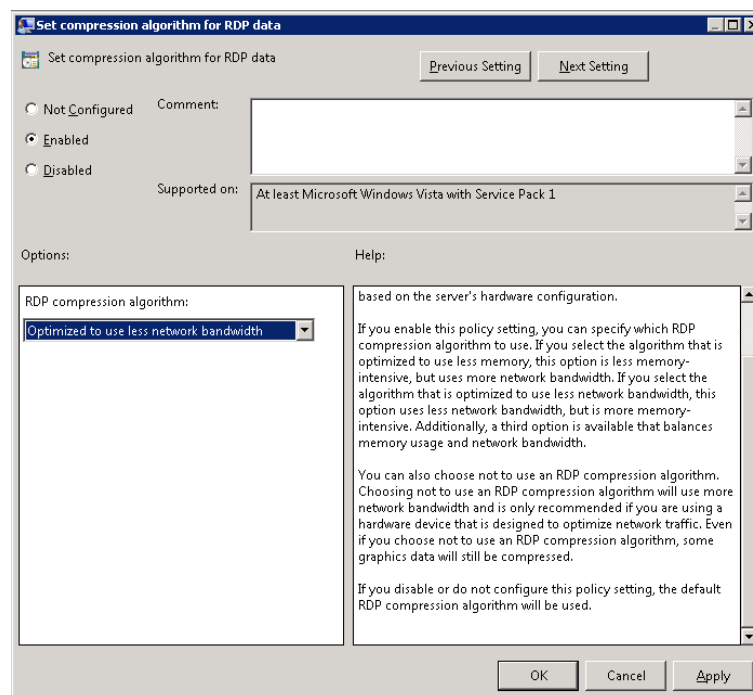 Set compression algorithm for RDP data
Set compression algorithm for RDP data
Previous Setting
Next Setting
Not Configured
Comment:
Enabled
Disabled
Supported on:
At least Microsoft Windows Vista with Service Pack 1
Options:
Help:
RDP compression algorithm:
Optimized to use less network bandwidth
based on the server's hardware configuration.
If you enable this policy setting, you can specify which RDP
compression algorithm to use. If you select the algorithm that is
optimized to use less memory, this option is less memory-
intensive, but uses more network bandwidth. If you select the
algorithm that is optimized to use less network bandwidth, this
option uses less network bandwidth, but is more memory-
intensive. Additionally, a third option is available that balances
memory usage and network bandwidth.
You can also choose not to use an RDP compression algorithm.
Choosing not to use an RDP compression algorithm will use more
network bandwidth and is only recommended if you are using a
hardware device that is designed to optimize network traffic. Even
if you choose not to use an RDP compression algorithm, some
graphics data will still be compressed.
If you disable or do not configure this policy setting, the default
RDP compression algorithm will be used.
OK
Cancel
Apply